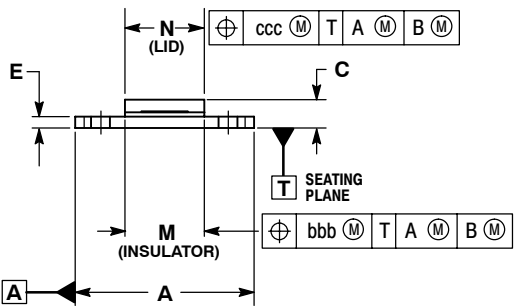 N
(LID)
ccc Ⓜ T A Ⓜ B Ⓜ
E
C
T
SEATING
PLANE
M
(INSULATOR)
bbb Ⓜ T A Ⓜ B Ⓜ
A
A